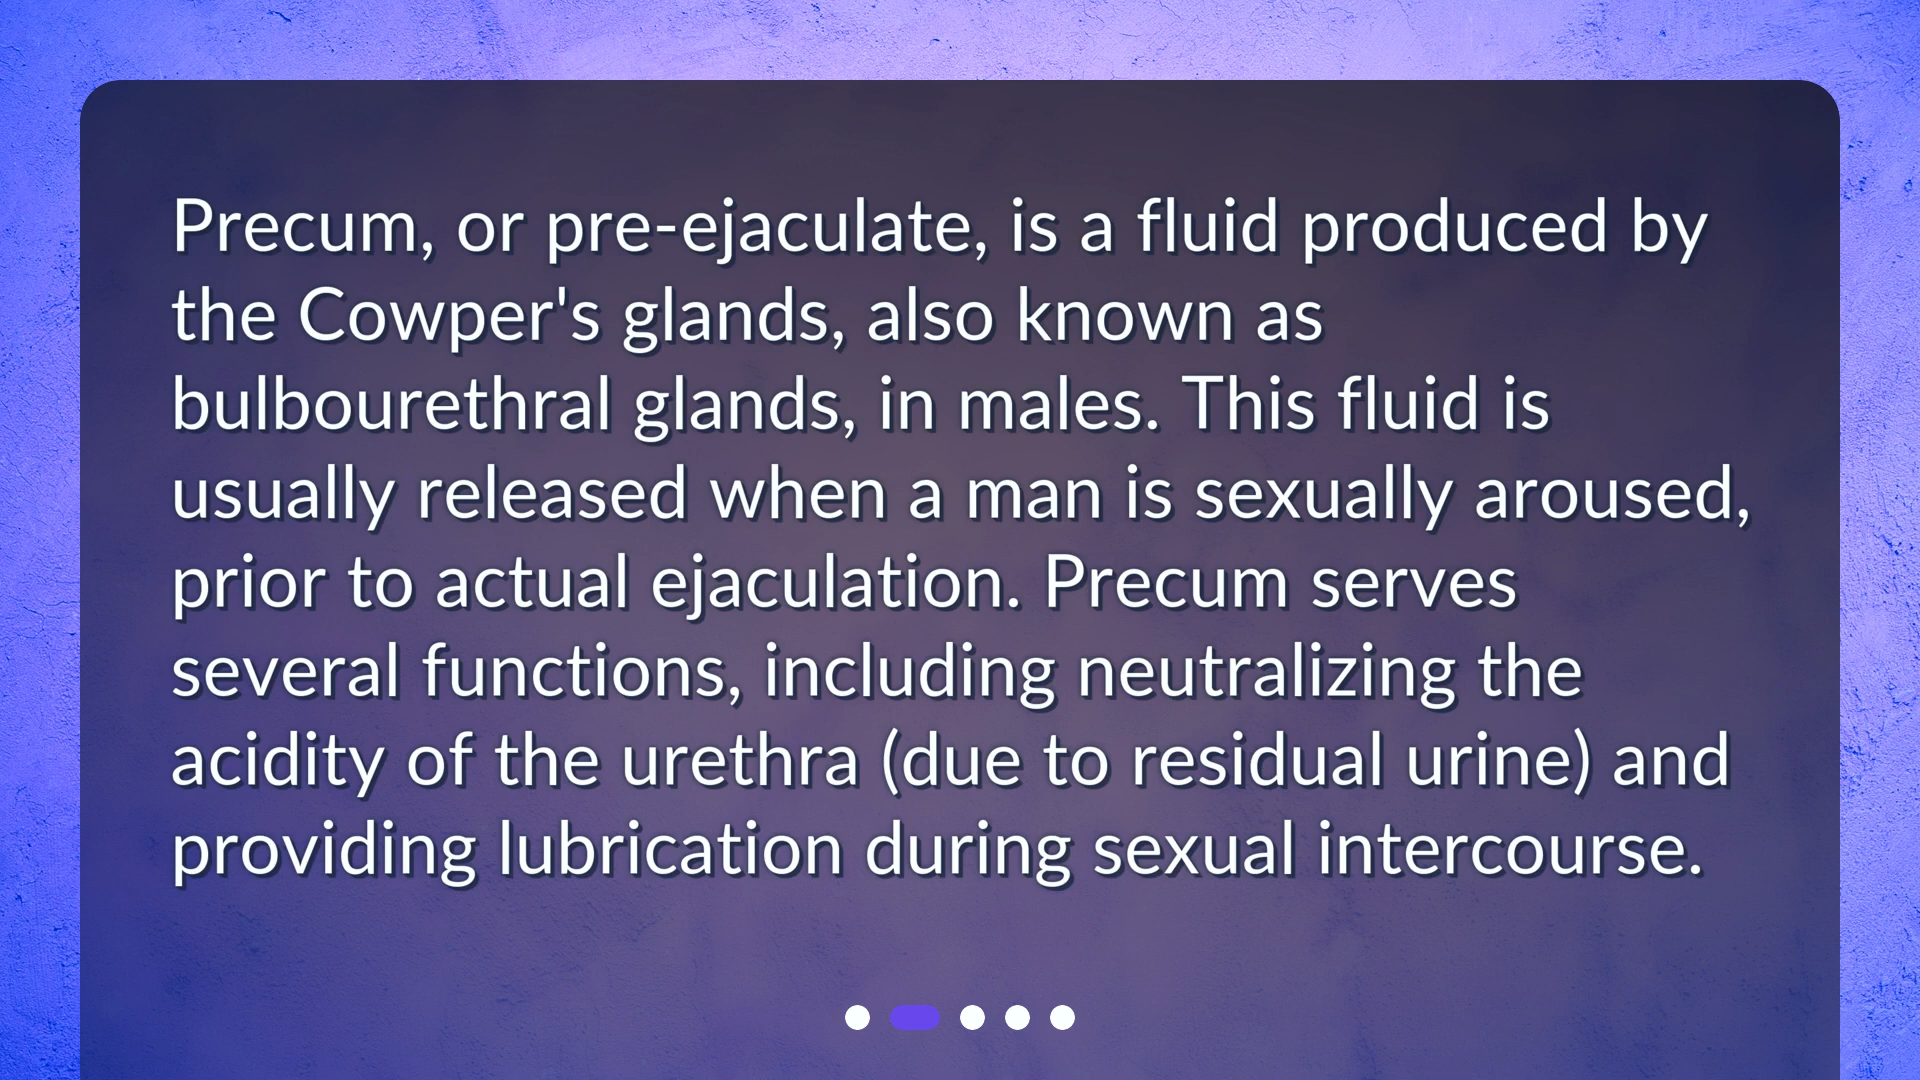 Precum, or pre-ejaculate, is a fluid produced by
the Cowper's glands, also known as
bulbourethral glands, in males. This fluid is
usually released when a man is sexually aroused,
prior to actual ejaculation. Precum serves
several functions, including neutralizing the
acidity of the urethra (due to residual urine) and
providing lubrication during sexual intercourse.